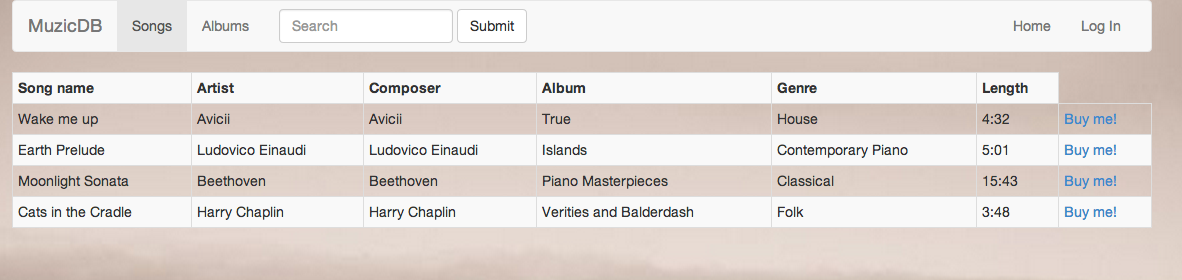 MuzicDB Songs Albums Search Submit Home Log In
Song name Artist Composer Album Genre Length
Wake me up Avicii Avicii True House 4:32 Buy me!
Earth Prelude Ludovico Einaudi Ludovico Einaudi Islands Contemporary Piano 5:01 Buy me!
Moonlight Sonata Beethoven Beethoven Piano Masterpieces Classical 15:43 Buy me!
Cats in the Cradle Harry Chaplin Harry Chaplin Verities and Balderdash Folk 3:48 Buy me!